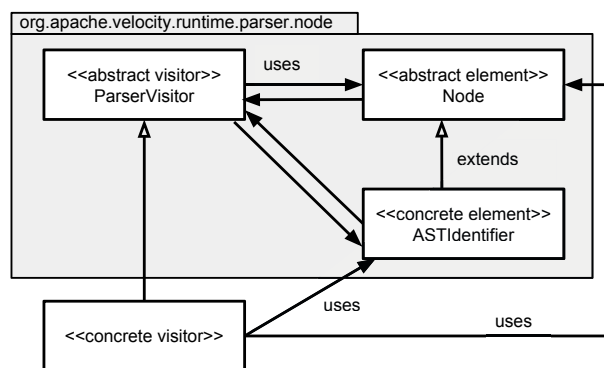 org.apache.velocity.runtime.parser.node
<<abstract visitor>>
ParserVisitor
uses
<<abstract element>>
Node
extends
<<concrete element>>
ASTIdentifier
uses
<<concrete visitor>>
uses